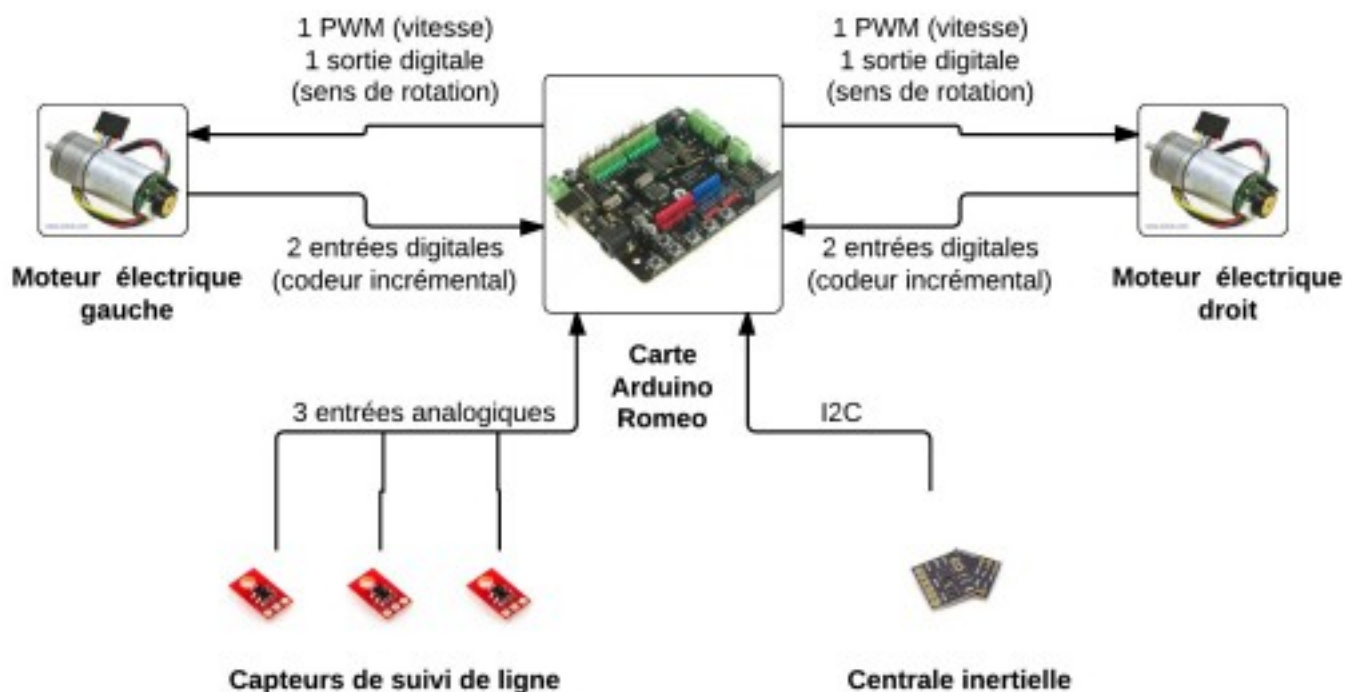 1 PWM (vitesse)
1 sortie digitale
(sens de rotation)
1 PWM (vitesse)
1 sortie digitale
(sens de rotation)
2 entrées digitales
(codeur incrémental)
2 entrées digitales
(codeur incrémental)
Moteur électrique
gauche
Moteur électrique
droit
Carte
Arduino
Romeo
3 entrées analogiques
I2C
Capteurs de suivi de ligne
Centrale inertielle